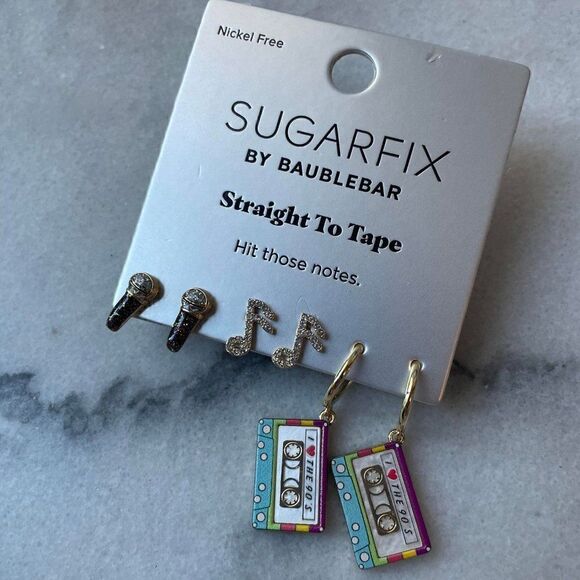 Nickel Free
SUGARFIX
BY BAUBLEBAR
Straight To Tape
Hit those notes.
I ♥ THE 90'S
I ♥ THE 90'S